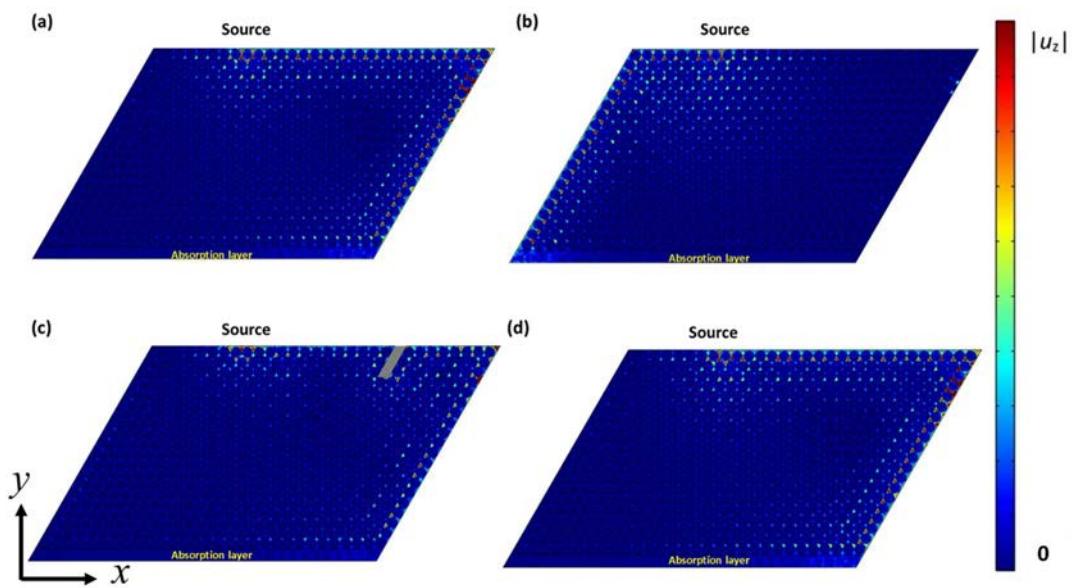 (a)
Source
Absorption layer
(b)
Source
Absorption layer
|u_z|
0
(c)
Source
Absorption layer
(d)
Source
Absorption layer
y
x